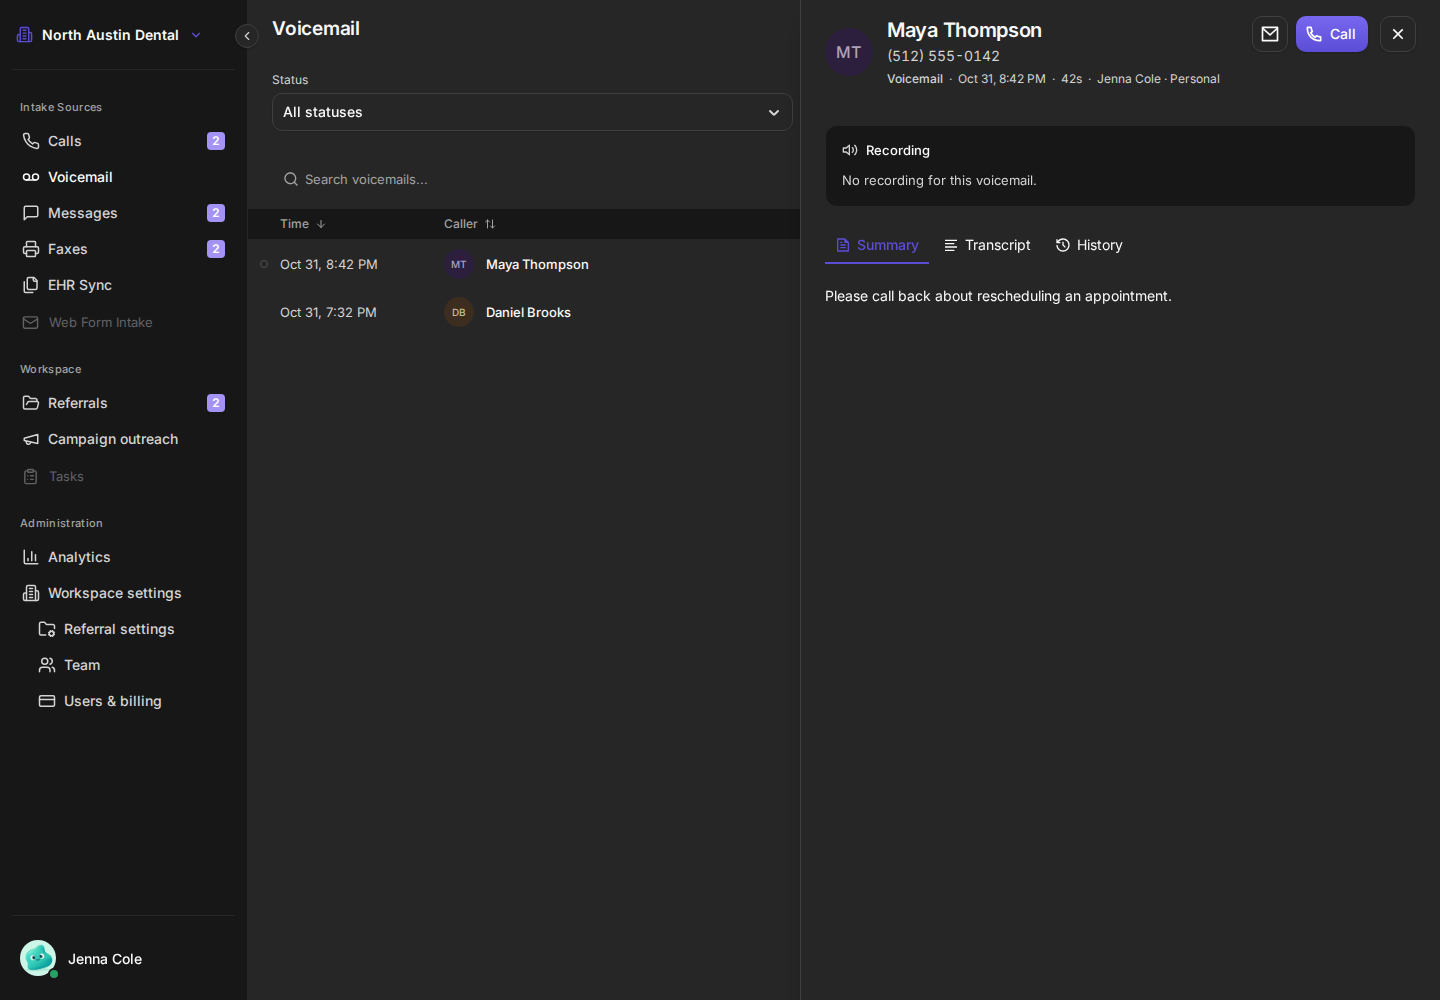 North Austin Dental
Intake Sources
Calls 2
Voicemail
Messages 2
Faxes 2
EHR Sync
Web Form Intake
Workspace
Referrals 2
Campaign outreach
Tasks
Administration
Analytics
Workspace settings
Referral settings
Team
Users & billing
Jenna Cole
Voicemail
Status
All statuses
Search voicemails...
Time Caller
Oct 31, 8:42 PM MT Maya Thompson
Oct 31, 7:32 PM DB Daniel Brooks
MT
Maya Thompson
(512) 555-0142
Voicemail · Oct 31, 8:42 PM · 42s · Jenna Cole · Personal
Call
Recording
No recording for this voicemail.
Summary Transcript History
Please call back about rescheduling an appointment.